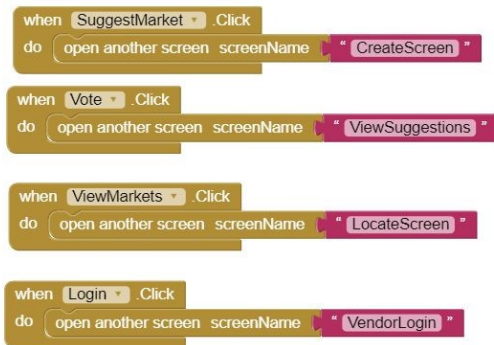 when SuggestMarket .Click
do open another screen screenName " CreateScreen "
when Vote .Click
do open another screen screenName " ViewSuggestions "
when ViewMarkets .Click
do open another screen screenName " LocateScreen "
when Login .Click
do open another screen screenName " VendorLogin "